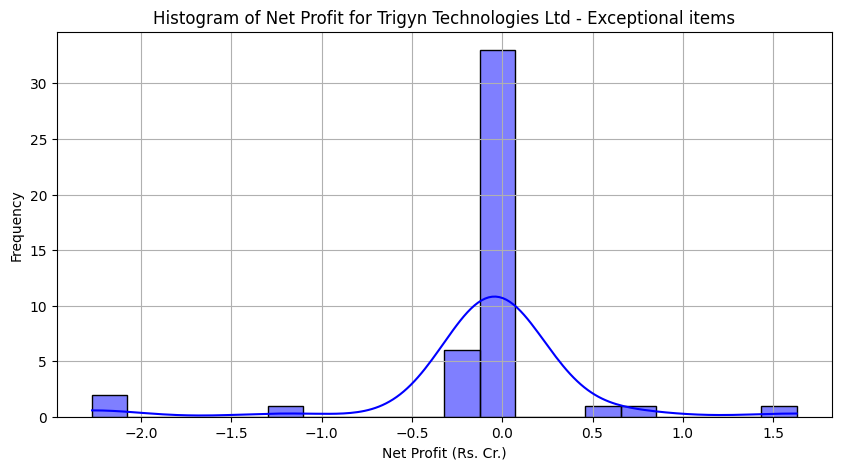 Histogram of Net Profit for Trigyn Technologies Ltd - Exceptional items
Frequency
30
25
20
15
10
5
0
−2.0 −1.5 −1.0 −0.5 0.0 0.5 1.0 1.5
Net Profit (Rs. Cr.)